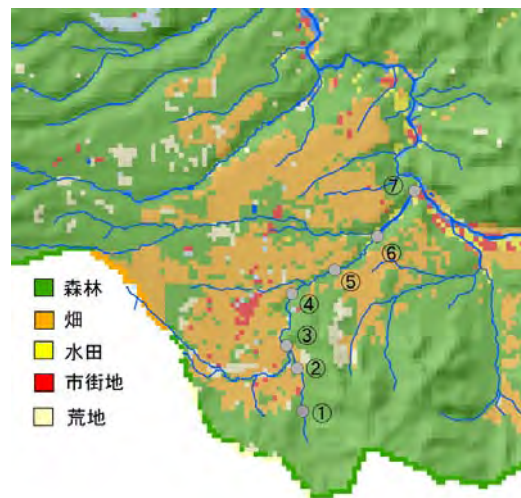 ⑦
⑥
⑤
④
③
②
①
森林
畑
水田
市街地
荒地